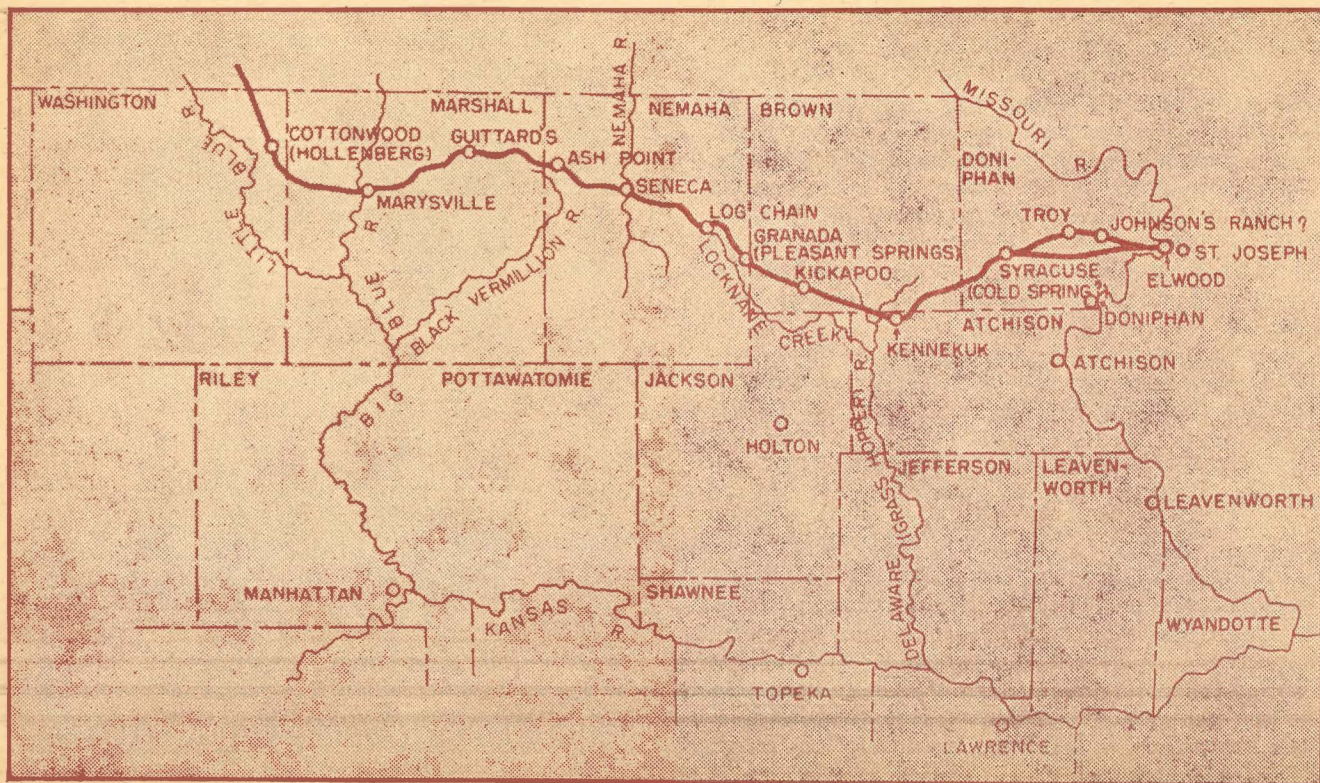 WASHINGTON
MARSHALL
NEMAHA
BROWN
NEMAHA R.
MISSOURI R.
DONI-
PHAN
LITTLE BLUE R.
COTTONWOOD
(HOLLENBERG)
GUITTARD'S
ASH POINT
MARYSVILLE
SENECA
LOG CHAIN
GRANADA
(PLEASANT SPRINGS)
KICKAPOO
TROY
JOHNSON'S RANCH ?
ST. JOSEPH
ELWOOD
SYRACUSE
(COLD SPRING?)
DONIPHAN
ATCHISON
KENNEKUK
ATCHISON
LOCKNANE CREEK
BIG BLUE R.
BLACK VERMILLION R.
RILEY
POTTAWATOMIE
JACKSON
HOLTON
DELAWARE (GRASSHOPPER) R.
JEFFERSON
LEAVEN-
WORTH
LEAVENWORTH
MANHATTAN
KANSAS R.
SHAWNEE
WYANDOTTE
TOPEKA
LAWRENCE